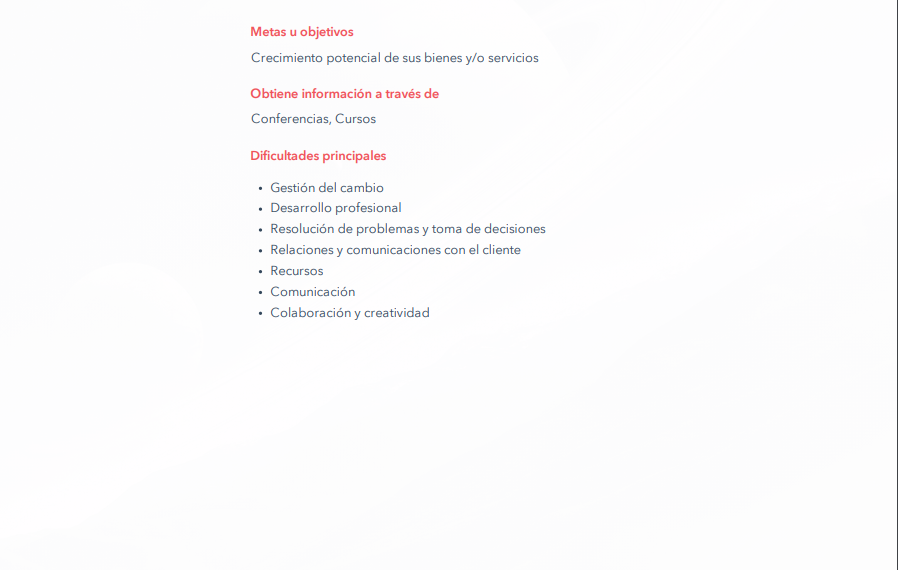 Metas u objetivos
Crecimiento potencial de sus bienes y/o servicios
Obtiene información a través de
Conferencias, Cursos
Dificultades principales
• Gestión del cambio
• Desarrollo profesional
• Resolución de problemas y toma de decisiones
• Relaciones y comunicaciones con el cliente
• Recursos
• Comunicación
• Colaboración y creatividad